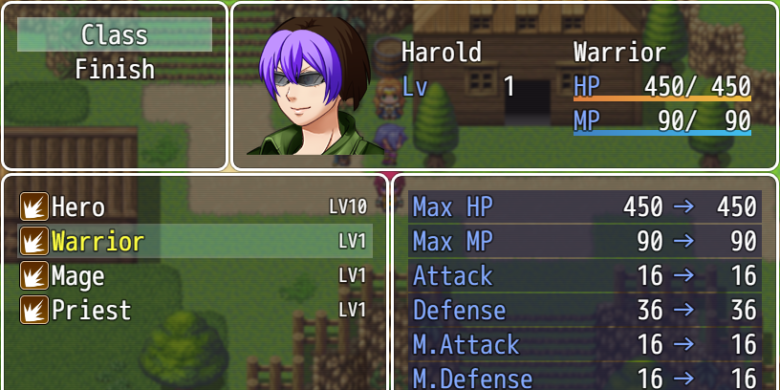 Class
Finish
Harold Warrior
Lv 1 HP 450/ 450
MP 90/ 90
Hero LV10
Warrior LV1
Mage LV1
Priest LV1
Max HP 450 → 450
Max MP 90 → 90
Attack 16 → 16
Defense 36 → 36
M.Attack 16 → 16
M.Defense 16 → 16